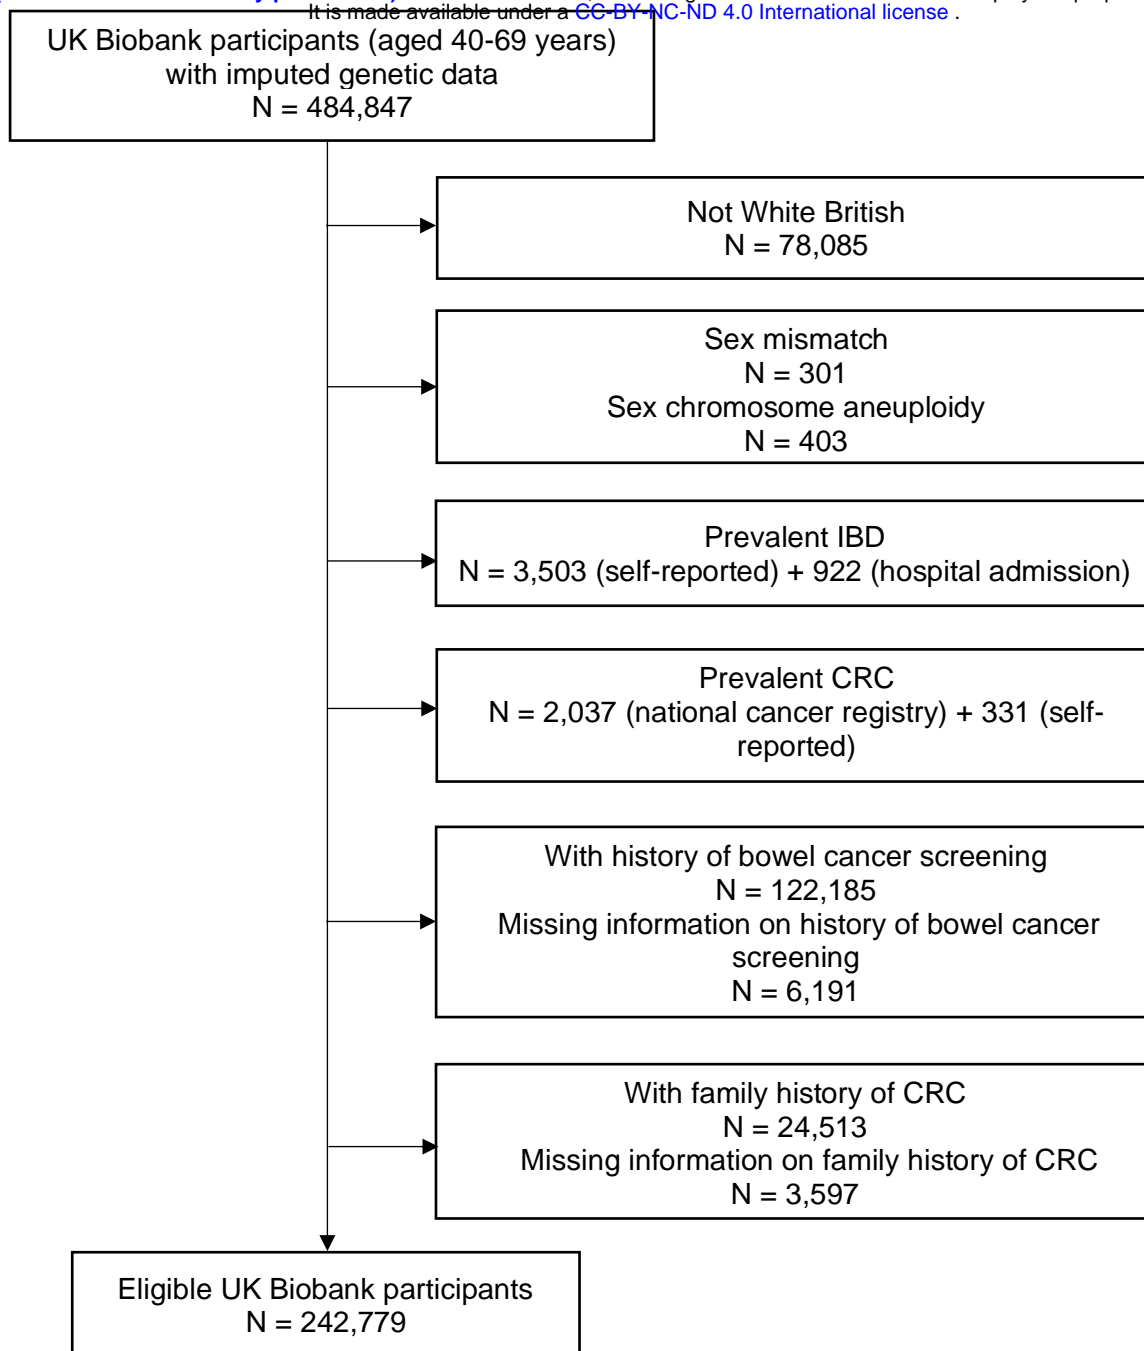 It is made available under a CC-BY-NC-ND 4.0 International license .
UK Biobank participants (aged 40-69 years)
with imputed genetic data
N = 484,847
Not White British
N = 78,085
Sex mismatch
N = 301
Sex chromosome aneuploidy
N = 403
Prevalent IBD
N = 3,503 (self-reported) + 922 (hospital admission)
Prevalent CRC
N = 2,037 (national cancer registry) + 331 (self-
reported)
With history of bowel cancer screening
N = 122,185
Missing information on history of bowel cancer
screening
N = 6,191
With family history of CRC
N = 24,513
Missing information on family history of CRC
N = 3,597
Eligible UK Biobank participants
N = 242,779